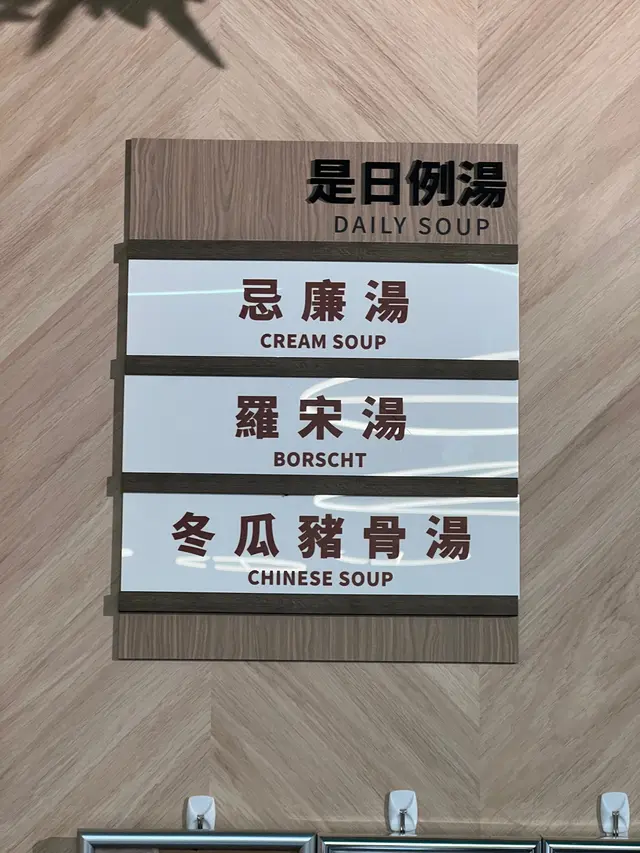 是日例湯
DAILY SOUP
忌廉湯
CREAM SOUP
羅宋湯
BORSCHT
冬瓜豬骨湯
CHINESE SOUP